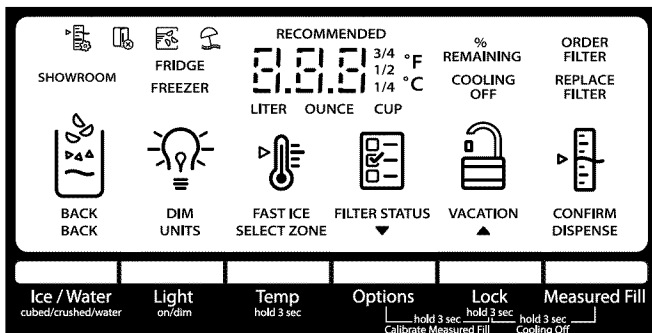 RECOMMENDED
SHOWROOM
FRIDGE
FREEZER
8.8.8
3/4
1/2
1/4
°F
°C
LITER OUNCE CUP
%
REMAINING
COOLING
OFF
ORDER
FILTER
REPLACE
FILTER
BACK
BACK
DIM
UNITS
FAST ICE
SELECT ZONE
FILTER STATUS
▼
VACATION
▲
CONFIRM
DISPENSE
Ice / Water
cubed/crushed/water
Light
on/dim
Temp
hold 3 sec
Options
Lock
hold 3 sec
Measured Fill
hold 3 sec
Calibrate Measured Fill
hold 3 sec
Cooling Off